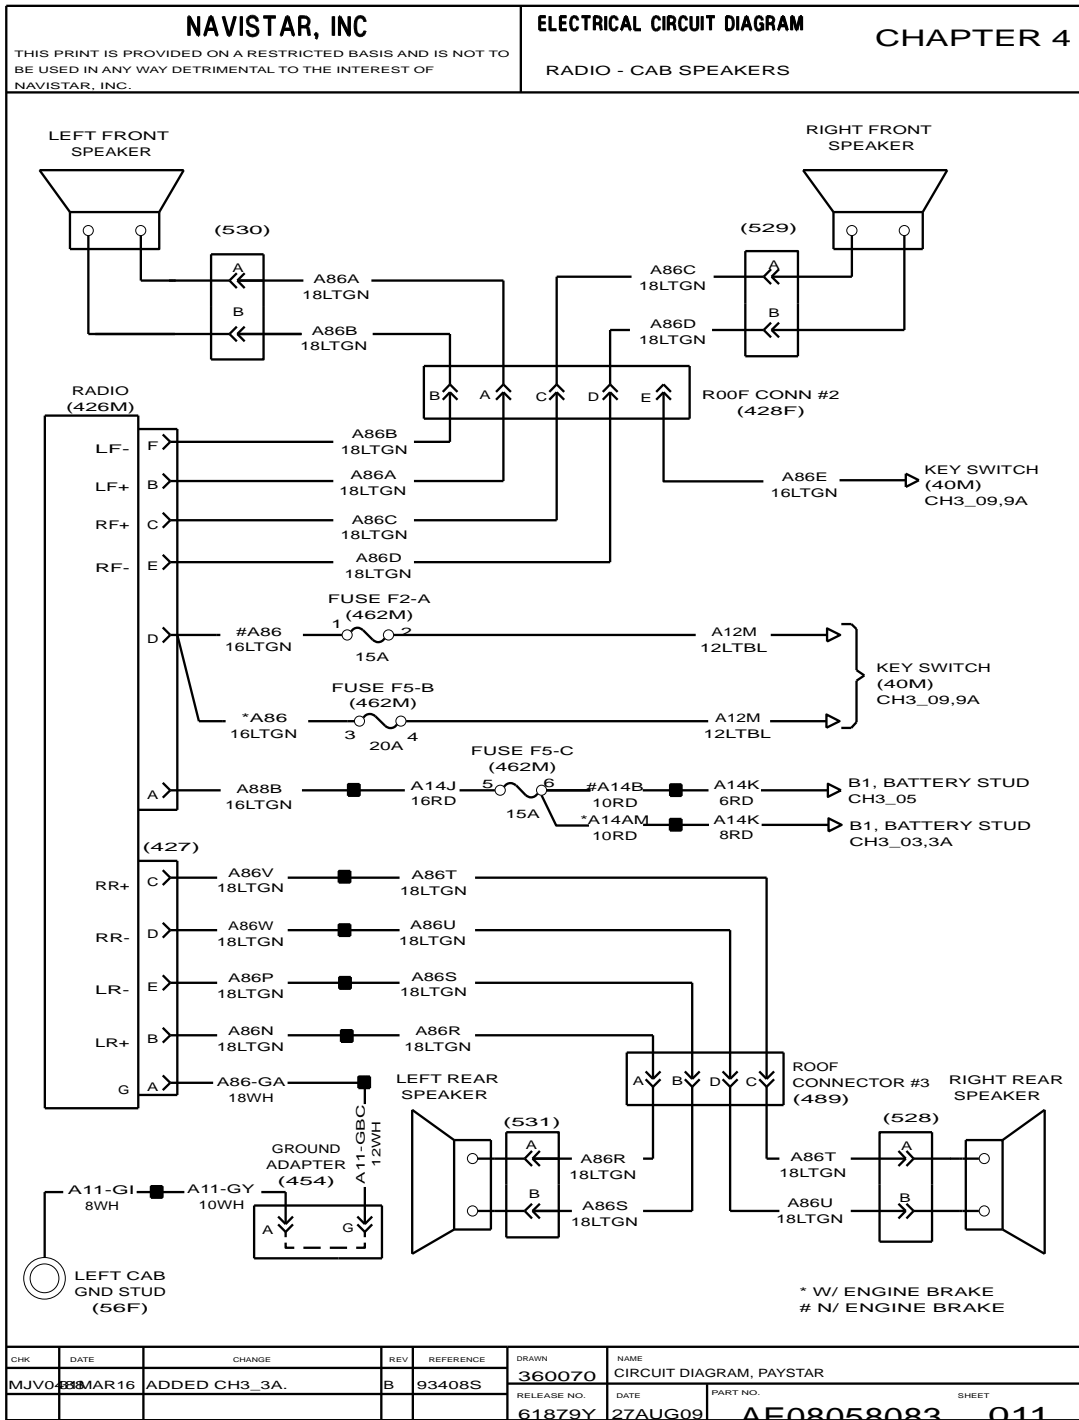 NAVISTAR, INC
THIS PRINT IS PROVIDED ON A RESTRICTED BASIS AND IS NOT TO
BE USED IN ANY WAY DETRIMENTAL TO THE INTEREST OF
NAVISTAR, INC.
ELECTRICAL CIRCUIT DIAGRAM
RADIO - CAB SPEAKERS
CHAPTER 4
LEFT FRONT
SPEAKER
RIGHT FRONT
SPEAKER
(530)
A
B
A86A
18LTGN
A86B
18LTGN
(529)
A
B
A86C
18LTGN
A86D
18LTGN
B
A
C
D
E
R00F CONN #2
(428F)
RADIO
(426M)
LF-
F
A86B
18LTGN
LF+
B
A86A
18LTGN
RF+
C
A86C
18LTGN
RF-
E
A86D
18LTGN
A86E
16LTGN
KEY SWITCH
(40M)
CH3_09,9A
FUSE F2-A
(462M)
D
#A86
16LTGN
1
2
15A
A12M
12LTBL
FUSE F5-B
(462M)
*A86
16LTGN
3
4
20A
A12M
12LTBL
KEY SWITCH
(40M)
CH3_09,9A
FUSE F5-C
(462M)
A
A88B
16LTGN
A14J
16RD
5
6
15A
#A14B
10RD
A14K
6RD
B1, BATTERY STUD
CH3_05
*A14AM
10RD
A14K
8RD
B1, BATTERY STUD
CH3_03,3A
(427)
RR+
C
A86V
18LTGN
A86T
18LTGN
RR-
D
A86W
18LTGN
A86U
18LTGN
LR-
E
A86P
18LTGN
A86S
18LTGN
LR+
B
A86N
18LTGN
A86R
18LTGN
G
A
A86-GA
18WH
A11-GBC
12WH
A
B
D
C
ROOF
CONNECTOR #3
(489)
LEFT REAR
SPEAKER
(531)
A
B
A86R
18LTGN
A86S
18LTGN
RIGHT REAR
SPEAKER
(528)
A
B
A86T
18LTGN
A86U
18LTGN
GROUND
ADAPTER
(454)
A11-GI
8WH
A11-GY
10WH
A
G
LEFT CAB
GND STUD
(56F)
* W/ ENGINE BRAKE
# N/ ENGINE BRAKE
CHK
DATE
CHANGE
REV
REFERENCE
MAR16
ADDED CH3_3A.
B
93408S
DRAWN
360070
NAME
CIRCUIT DIAGRAM, PAYSTAR
RELEASE NO.
61879Y
DATE
27AUG09
PART NO.
AE08058083
SHEET
011